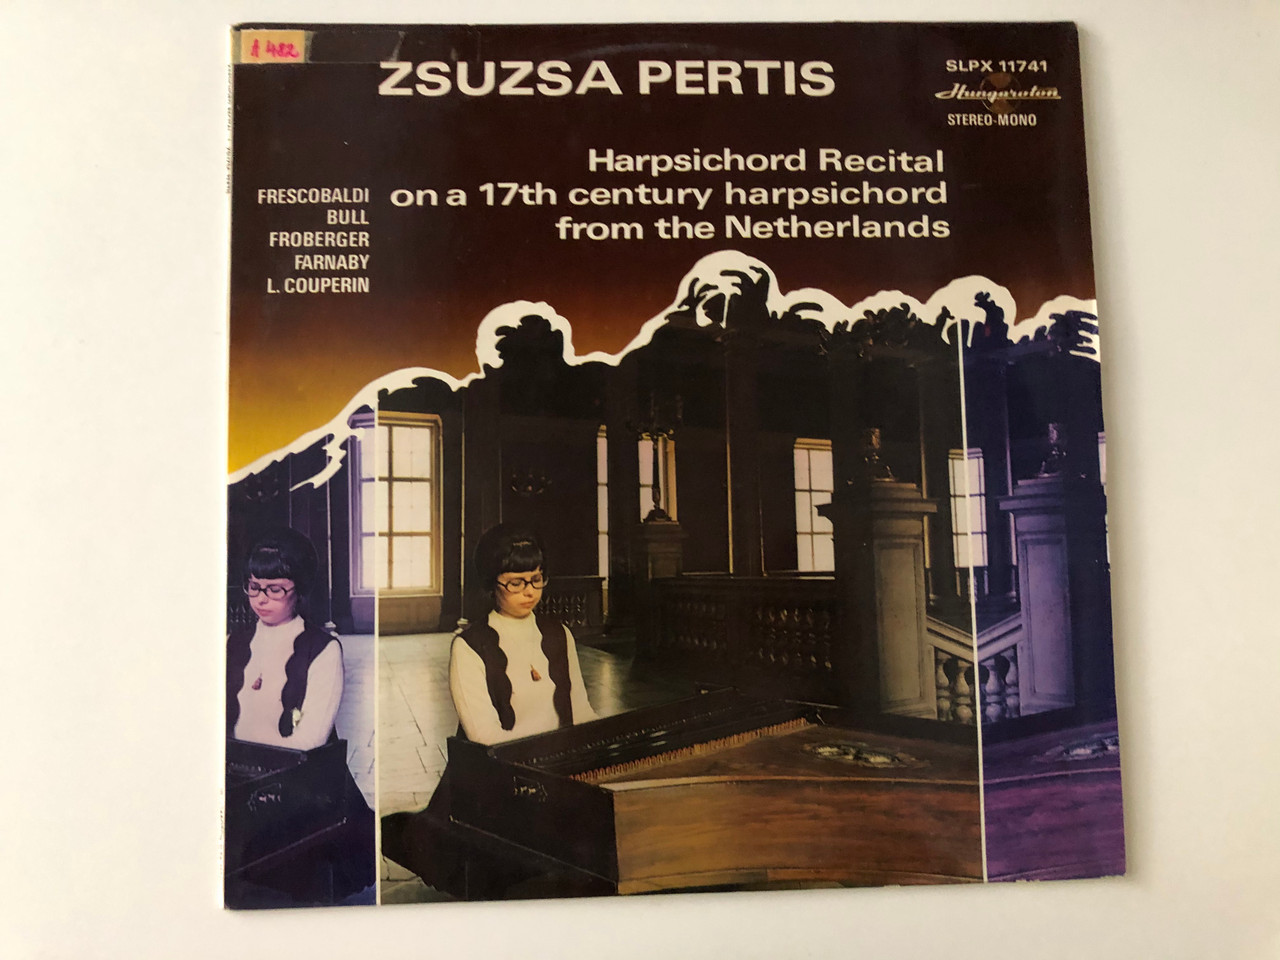 A 482
ZSUZSA PERTIS
SLPX 11741
Hungaroton
STEREO-MONO
Harpsichord Recital
on a 17th century harpsichord
from the Netherlands
FRESCOBALDI
BULL
FROBERGER
FARNABY
L. COUPERIN